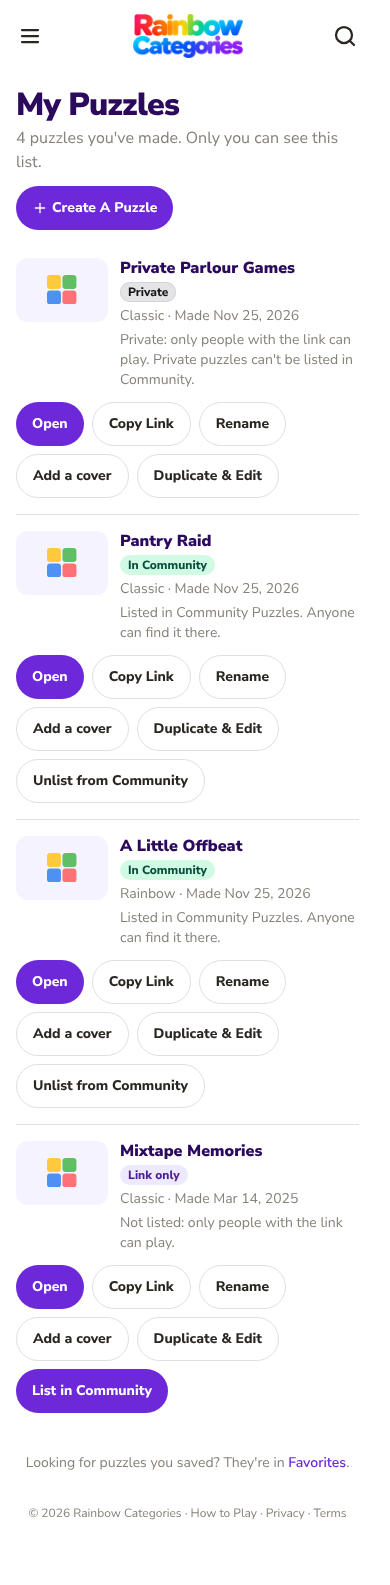 Rainbow
Categories
My Puzzles
4 puzzles you've made. Only you can see this
list.
+ Create A Puzzle
Private Parlour Games
Private
Classic · Made Nov 25, 2026
Private: only people with the link can
play. Private puzzles can't be listed in
Community.
Open Copy Link Rename
Add a cover Duplicate & Edit
Pantry Raid
In Community
Classic · Made Nov 25, 2026
Listed in Community Puzzles. Anyone
can find it there.
Open Copy Link Rename
Add a cover Duplicate & Edit
Unlist from Community
A Little Offbeat
In Community
Rainbow · Made Nov 25, 2026
Listed in Community Puzzles. Anyone
can find it there.
Open Copy Link Rename
Add a cover Duplicate & Edit
Unlist from Community
Mixtape Memories
Link only
Classic · Made Mar 14, 2025
Not listed: only people with the link
can play.
Open Copy Link Rename
Add a cover Duplicate & Edit
List in Community
Looking for puzzles you saved? They're in Favorites.
© 2026 Rainbow Categories · How to Play · Privacy · Terms